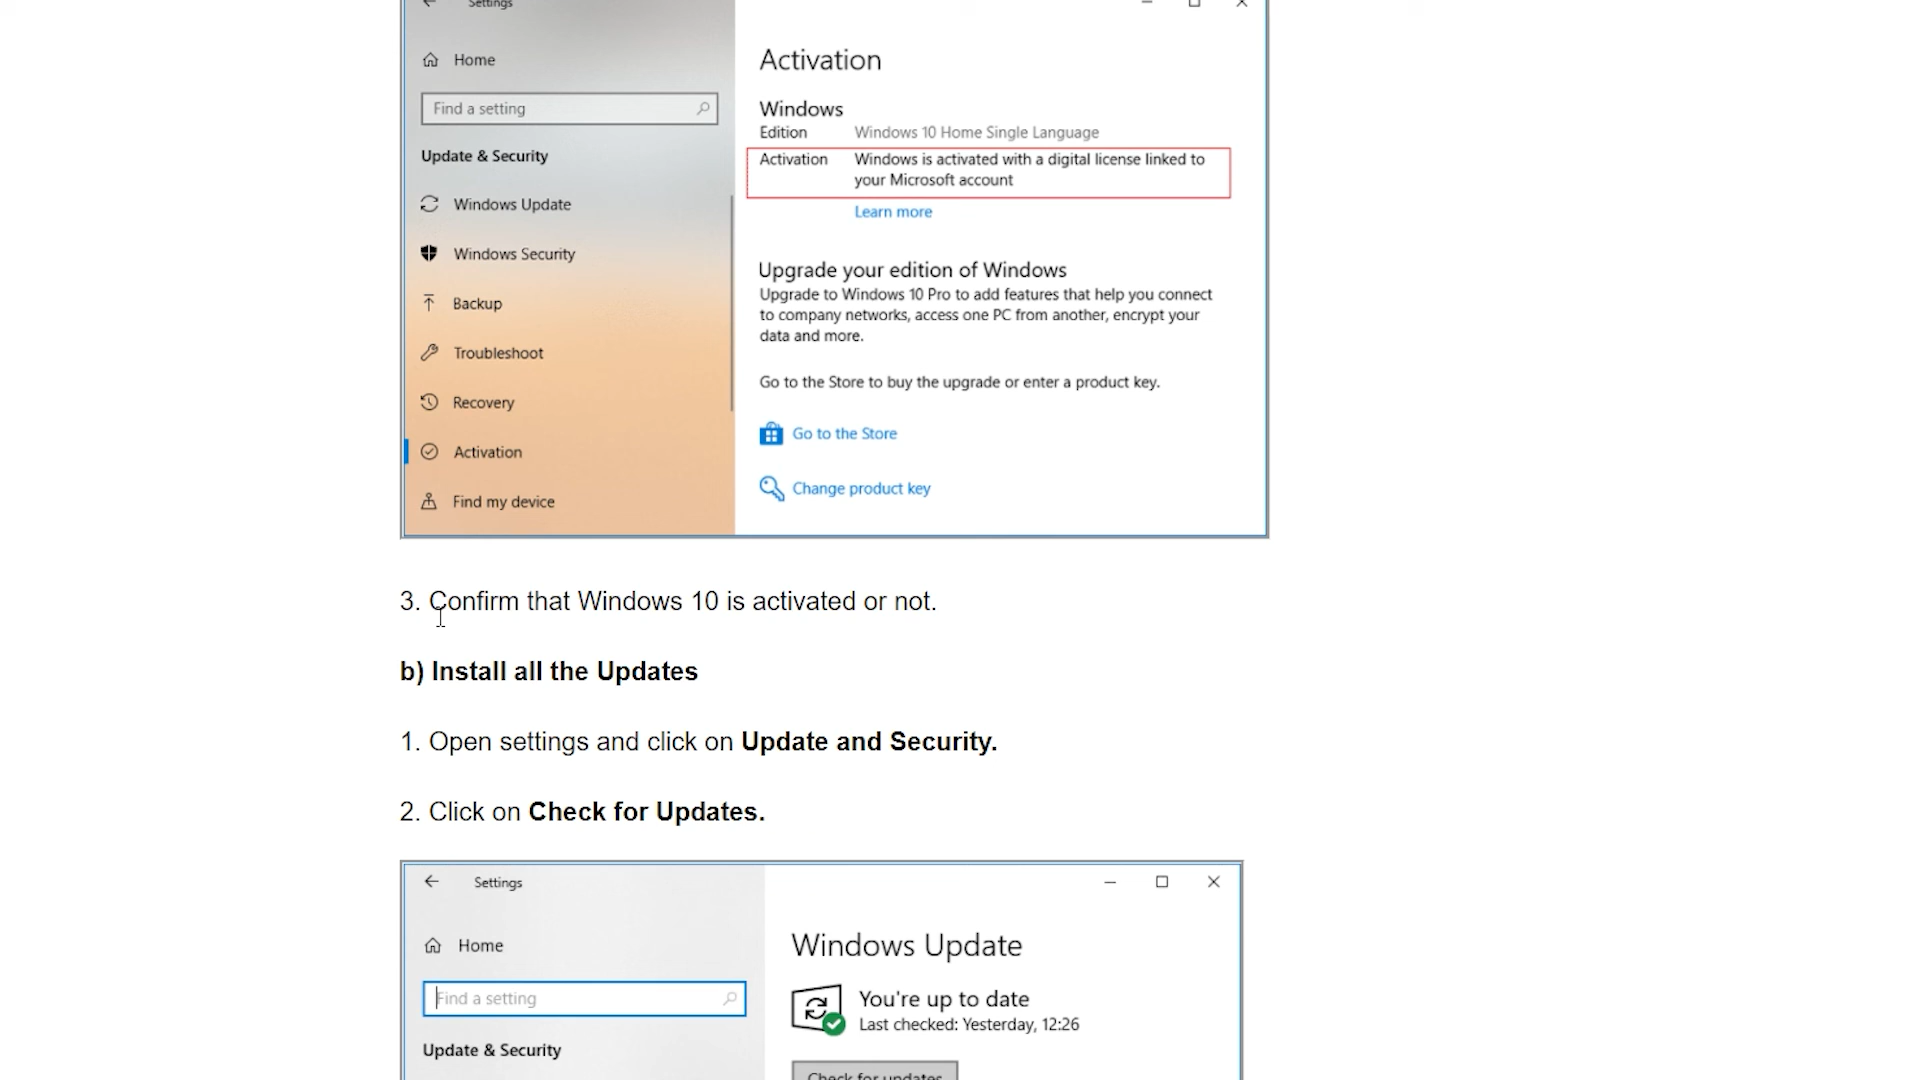 Settings
Home
Find a setting
Update & Security
Windows Update
Windows Security
Backup
Troubleshoot
Recovery
Activation
Find my device
Activation
Windows
Edition Windows 10 Home Single Language
Activation Windows is activated with a digital license linked to
your Microsoft account
Learn more
Upgrade your edition of Windows
Upgrade to Windows 10 Pro to add features that help you connect
to company networks, access one PC from another, encrypt your
data and more.
Go to the Store to buy the upgrade or enter a product key.
Go to the Store
Change product key
3. Confirm that Windows 10 is activated or not.
b) Install all the Updates
1. Open settings and click on Update and Security.
2. Click on Check for Updates.
Settings
Home
Find a setting
Update & Security
Windows Update
You're up to date
Last checked: Yesterday, 12:26
Check for updates